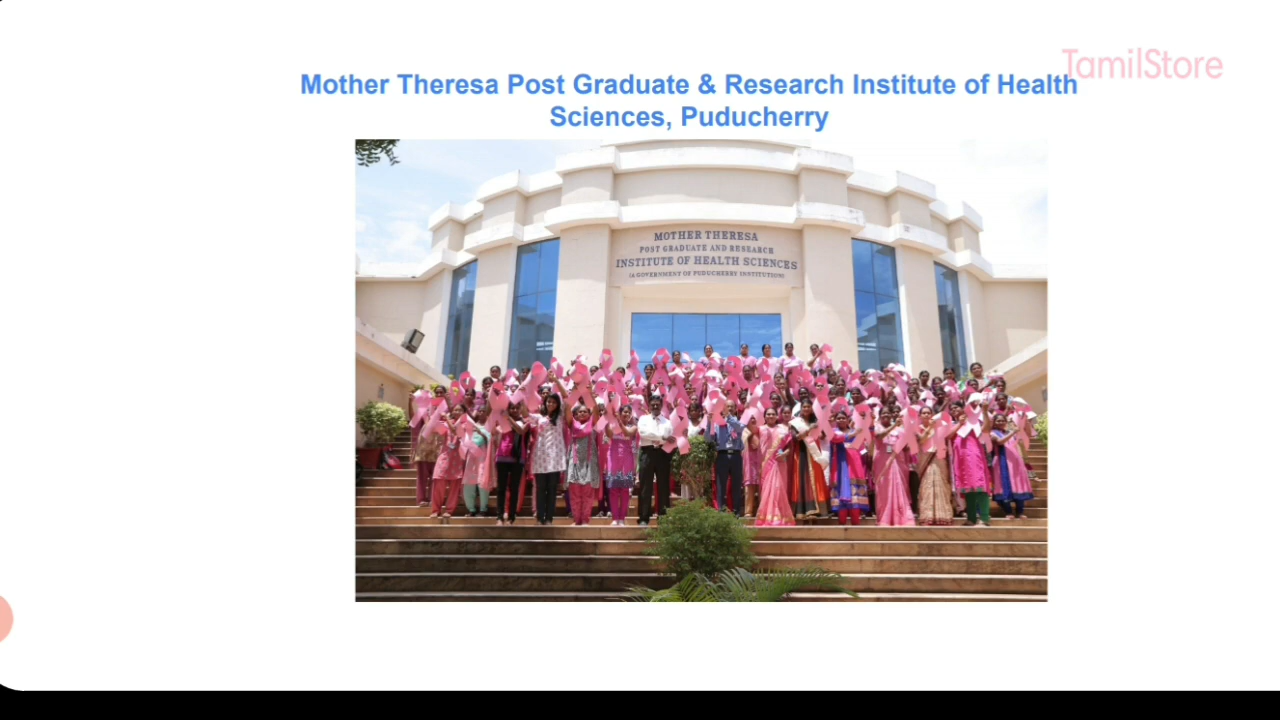 TamilStore
Mother Theresa Post Graduate & Research Institute of Health
Sciences, Puducherry
MOTHER THERESA
POST GRADUATE AND RESEARCH
INSTITUTE OF HEALTH SCIENCES
(A GOVERNMENT OF PUDUCHERRY INSTITUTION)